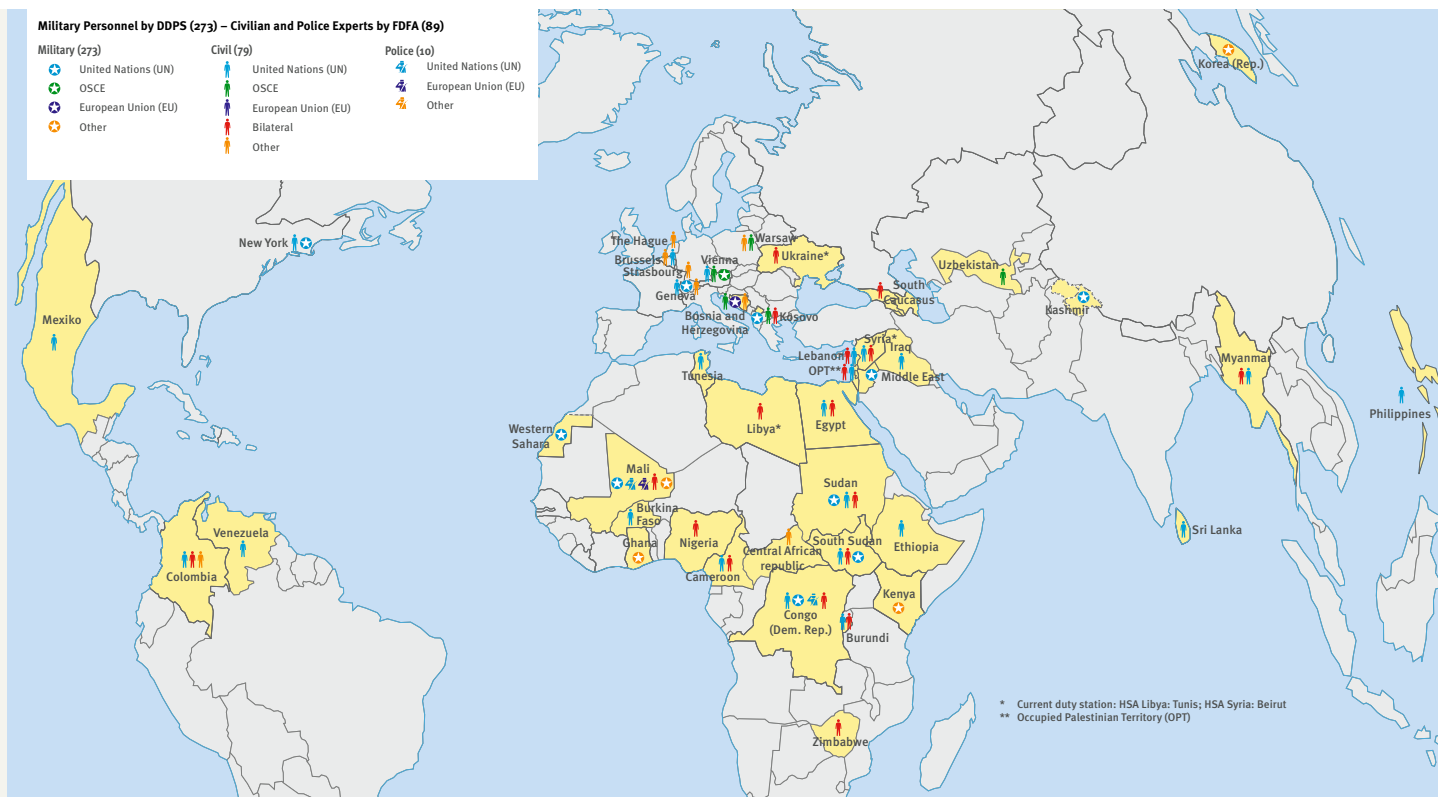 Military Personnel by DDPS (273) – Civilian and Police Experts by FDFA (89)
Military (273)
United Nations (UN)
OSCE
European Union (EU)
Other
Civil (79)
United Nations (UN)
OSCE
European Union (EU)
Bilateral
Other
Police (10)
United Nations (UN)
European Union (EU)
Other
Korea (Rep.)
New York
The Hague
Warsaw
Brussels
Vienna
Ukraine*
Strasbourg
Uzbekistan
Geneva
South
Caucasus
Kashmir
Bosnia and
Herzegovina
Kosovo
Mexiko
Syria*
Lebanon
Iraq
OPT**
Middle East
Tunesia
Myanmar
Philippines
Western
Sahara
Libya*
Egypt
Mali
Sudan
Burkina
Faso
Venezuela
Colombia
Ghana
Nigeria
Cameroon
Central African
republic
South Sudan
Ethiopia
Sri Lanka
Kenya
Congo
(Dem. Rep.)
Burundi
Zimbabwe
* Current duty station: HSA Libya: Tunis; HSA Syria: Beirut
** Occupied Palestinian Territory (OPT)